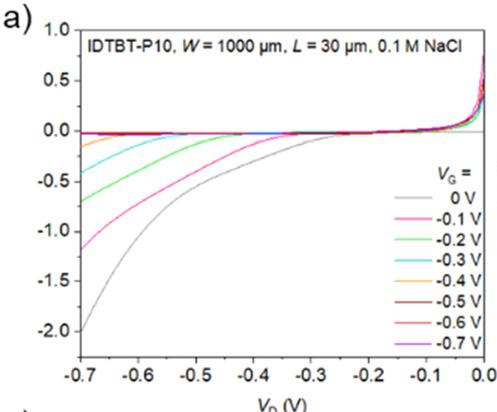 a)
IDTBT-P10, W = 1000 μm, L = 30 μm, 0.1 M NaCl
1.0
0.5
0.0
-0.5
-1.0
-1.5
-2.0
V_G =
0 V
-0.1 V
-0.2 V
-0.3 V
-0.4 V
-0.5 V
-0.6 V
-0.7 V
-0.7 -0.6 -0.5 -0.4 -0.3 -0.2 -0.1 0.0
V_D (V)